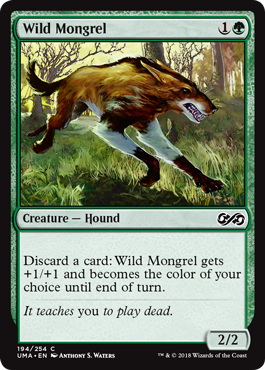 Wild Mongrel 1
Creature — Hound
Discard a card: Wild Mongrel gets
+1/+1 and becomes the color of your
choice until end of turn.
It teaches you to play dead.
2/2
194/254 C
UMA • EN Anthony S. Waters
™ & © 2018 Wizards of the Coast